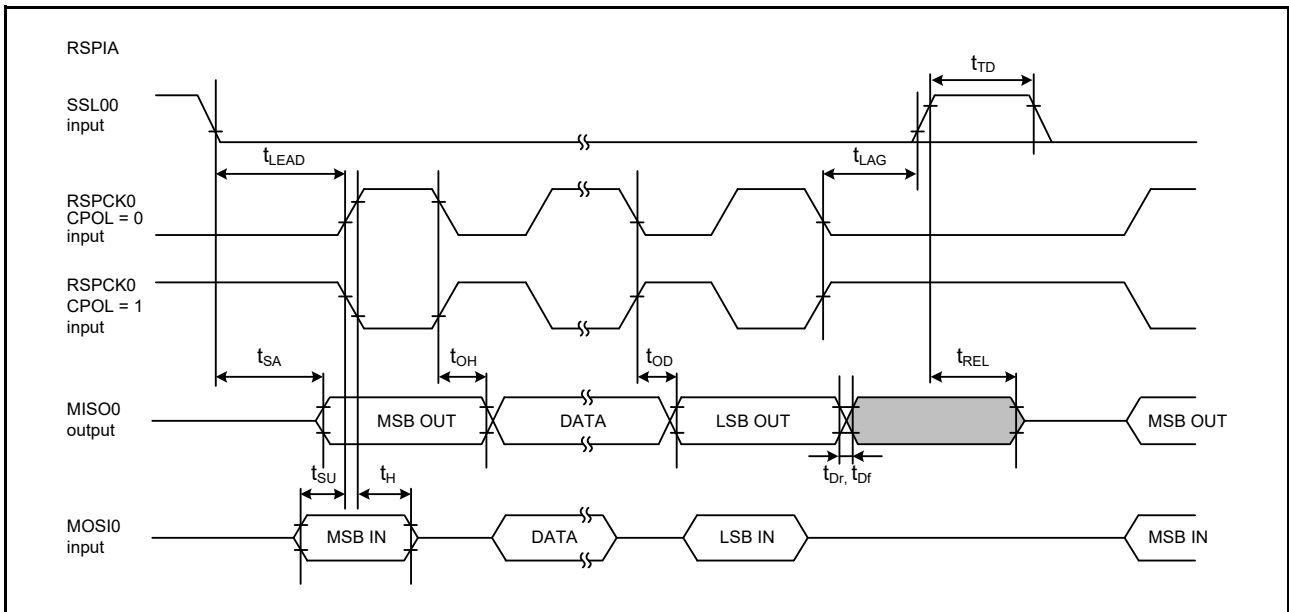 RSPIA
tTD
SSL00
input
tLEAD
tLAG
RSPCK0
CPOL = 0
input
RSPCK0
CPOL = 1
input
tSA
tOH
tOD
tREL
MISO0
output
MSB OUT
DATA
LSB OUT
MSB OUT
tSU
tH
tDr, tDf
MOSI0
input
MSB IN
DATA
LSB IN
MSB IN